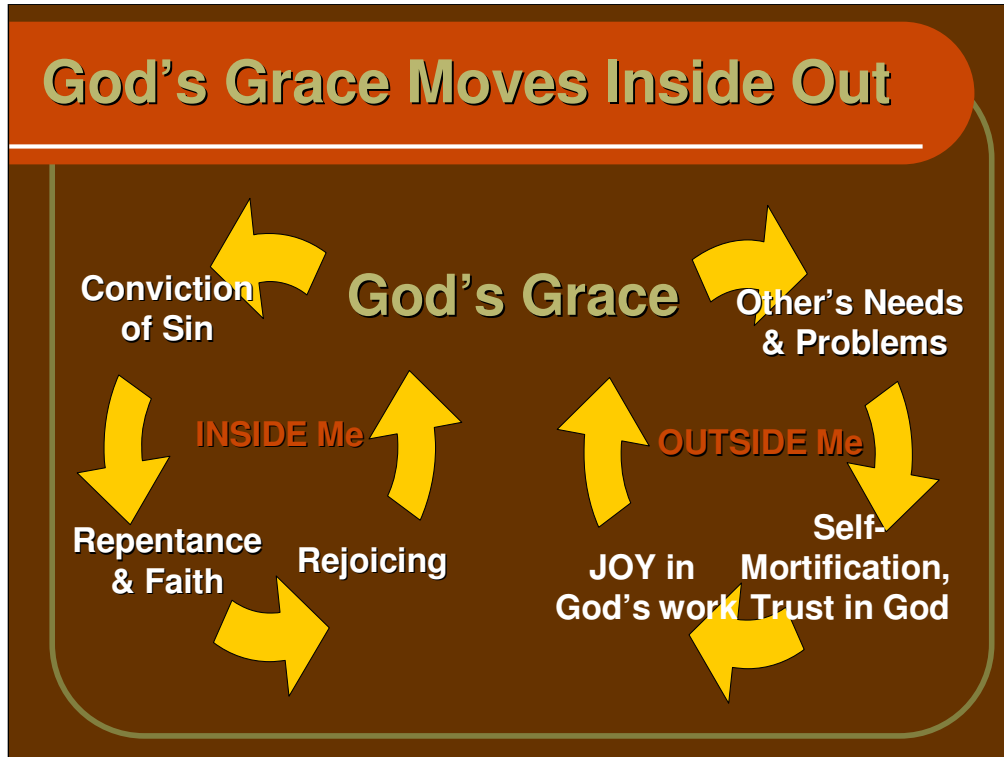 God's Grace Moves Inside Out
Conviction
of Sin
God's Grace
Other's Needs
& Problems
INSIDE Me
OUTSIDE Me
Repentance
& Faith
Rejoicing
JOY in
God's work
Self-
Mortification,
Trust in God